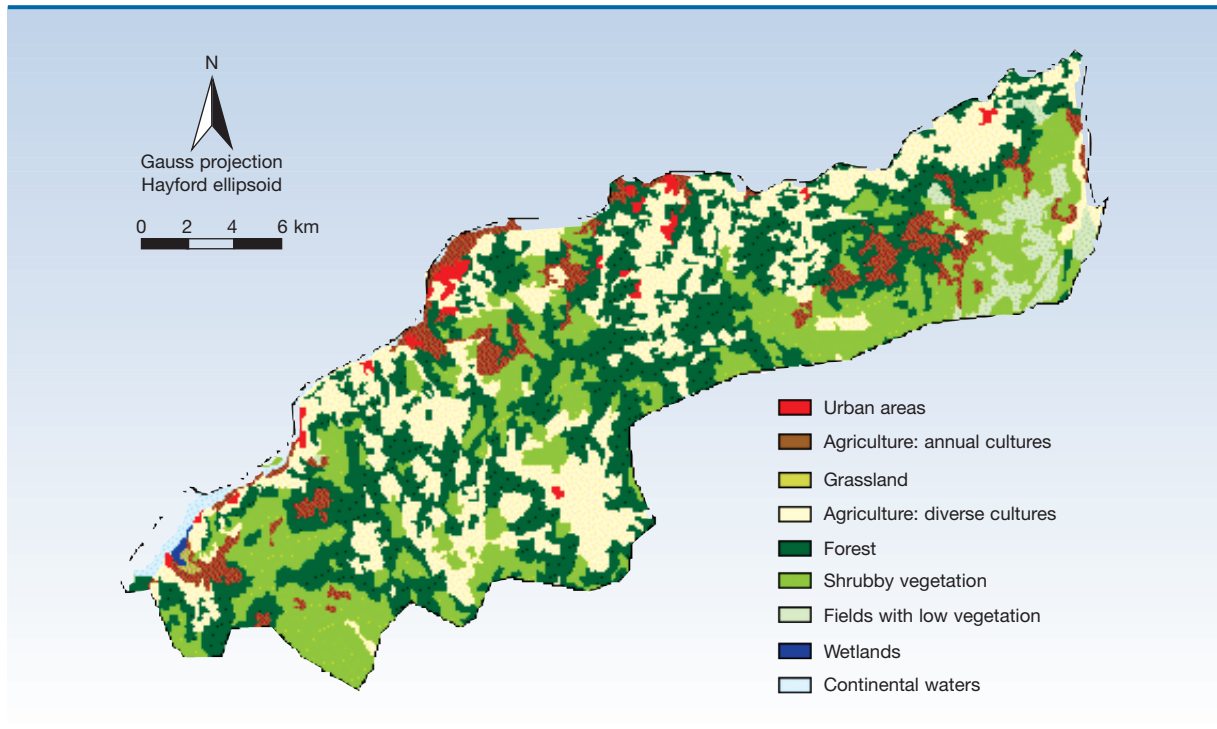 N
Gauss projection
Hayford ellipsoid
0 2 4 6 km
Urban areas
Agriculture: annual cultures
Grassland
Agriculture: diverse cultures
Forest
Shrubby vegetation
Fields with low vegetation
Wetlands
Continental waters